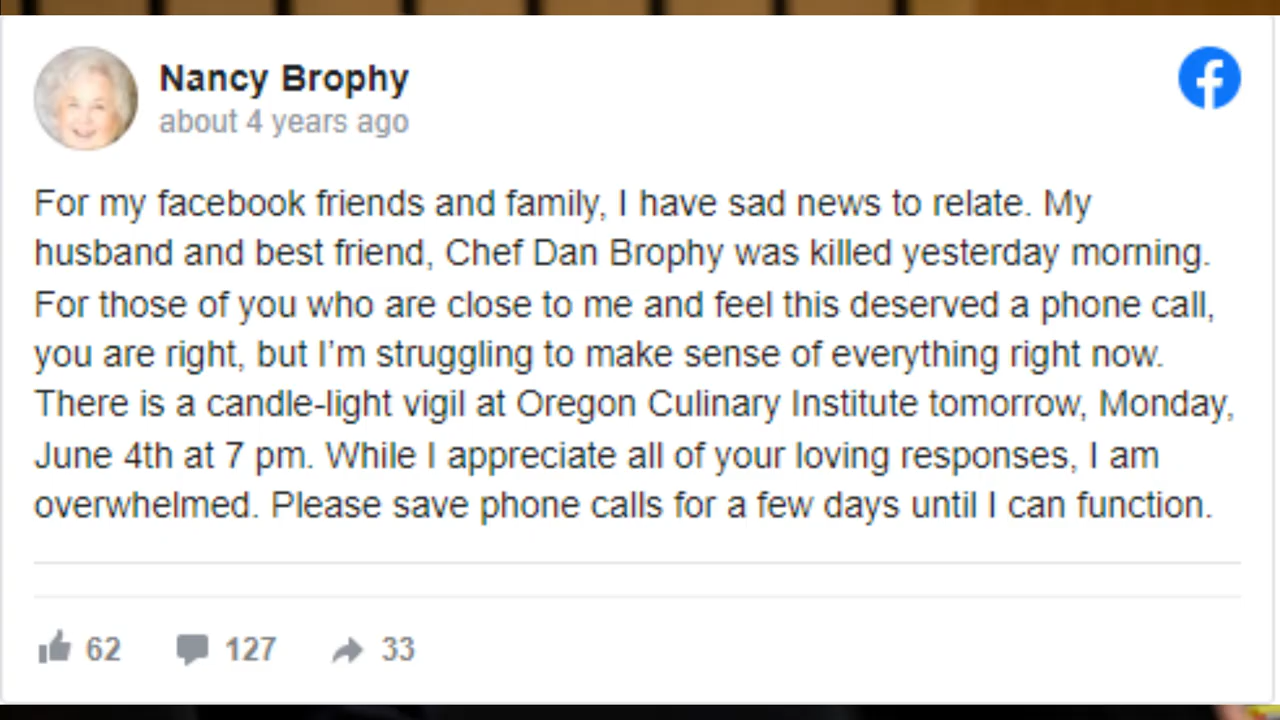 Nancy Brophy
about 4 years ago
For my facebook friends and family, I have sad news to relate. My
husband and best friend, Chef Dan Brophy was killed yesterday morning.
For those of you who are close to me and feel this deserved a phone call,
you are right, but I’m struggling to make sense of everything right now.
There is a candle-light vigil at Oregon Culinary Institute tomorrow, Monday,
June 4th at 7 pm. While I appreciate all of your loving responses, I am
overwhelmed. Please save phone calls for a few days until I can function.
62 127 33